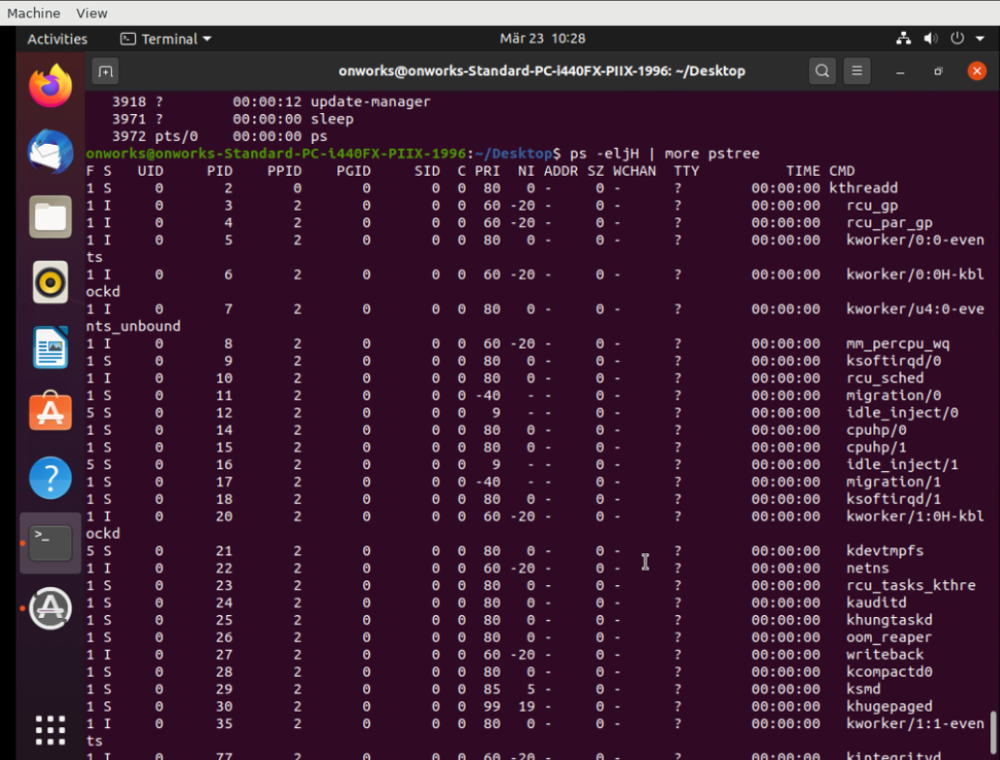 Machine View
Activities Terminal Mär 23 10:28
onworks@onworks-Standard-PC-i440FX-PIIX-1996: ~/Desktop
3918 ? 00:00:12 update-manager
3971 ? 00:00:00 sleep
3972 pts/0 00:00:00 ps
onworks@onworks-Standard-PC-i440FX-PIIX-1996:~/Desktop$ ps -eljH | more pstree
F S UID PID PPID PGID SID C PRI NI ADDR SZ WCHAN TTY TIME CMD
1 S 0 2 0 0 0 0 80 0 - 0 - ? 00:00:00 kthreadd
1 I 0 3 2 0 0 0 60 -20 - 0 - ? 00:00:00 rcu_gp
1 I 0 4 2 0 0 0 60 -20 - 0 - ? 00:00:00 rcu_par_gp
1 I 0 5 2 0 0 0 80 0 - 0 - ? 00:00:00 kworker/0:0-even
ts
1 I 0 6 2 0 0 0 60 -20 - 0 - ? 00:00:00 kworker/0:0H-kbl
ockd
1 I 0 7 2 0 0 0 80 0 - 0 - ? 00:00:00 kworker/u4:0-eve
nts_unbound
1 I 0 8 2 0 0 0 60 -20 - 0 - ? 00:00:00 mm_percpu_wq
1 S 0 9 2 0 0 0 80 0 - 0 - ? 00:00:00 ksoftirqd/0
1 I 0 10 2 0 0 0 80 0 - 0 - ? 00:00:00 rcu_sched
1 S 0 11 2 0 0 0 -40 - - 0 - ? 00:00:00 migration/0
5 S 0 12 2 0 0 0 9 - - 0 - ? 00:00:00 idle_inject/0
1 S 0 14 2 0 0 0 80 0 - 0 - ? 00:00:00 cpuhp/0
1 S 0 15 2 0 0 0 80 0 - 0 - ? 00:00:00 cpuhp/1
5 S 0 16 2 0 0 0 9 - - 0 - ? 00:00:00 idle_inject/1
1 S 0 17 2 0 0 0 -40 - - 0 - ? 00:00:00 migration/1
1 S 0 18 2 0 0 0 80 0 - 0 - ? 00:00:00 ksoftirqd/1
1 I 0 20 2 0 0 0 60 -20 - 0 - ? 00:00:00 kworker/1:0H-kbl
ockd
5 S 0 21 2 0 0 0 80 0 - 0 - ? 00:00:00 kdevtmpfs
1 I 0 22 2 0 0 0 60 -20 - 0 - ? 00:00:00 netns
1 S 0 23 2 0 0 0 80 0 - 0 - ? 00:00:00 rcu_tasks_kthre
1 S 0 24 2 0 0 0 80 0 - 0 - ? 00:00:00 kauditd
1 S 0 25 2 0 0 0 80 0 - 0 - ? 00:00:00 khungtaskd
1 S 0 26 2 0 0 0 80 0 - 0 - ? 00:00:00 oom_reaper
1 I 0 27 2 0 0 0 60 -20 - 0 - ? 00:00:00 writeback
1 S 0 28 2 0 0 0 80 0 - 0 - ? 00:00:00 kcompactd0
1 S 0 29 2 0 0 0 85 5 - 0 - ? 00:00:00 ksmd
1 S 0 30 2 0 0 0 99 19 - 0 - ? 00:00:00 khugepaged
1 I 0 35 2 0 0 0 80 0 - 0 - ? 00:00:00 kworker/1:1-even
ts
1 I 0 77 2 0 0 0 60 -20 - 0 - ? 00:00:00 kintegrityd